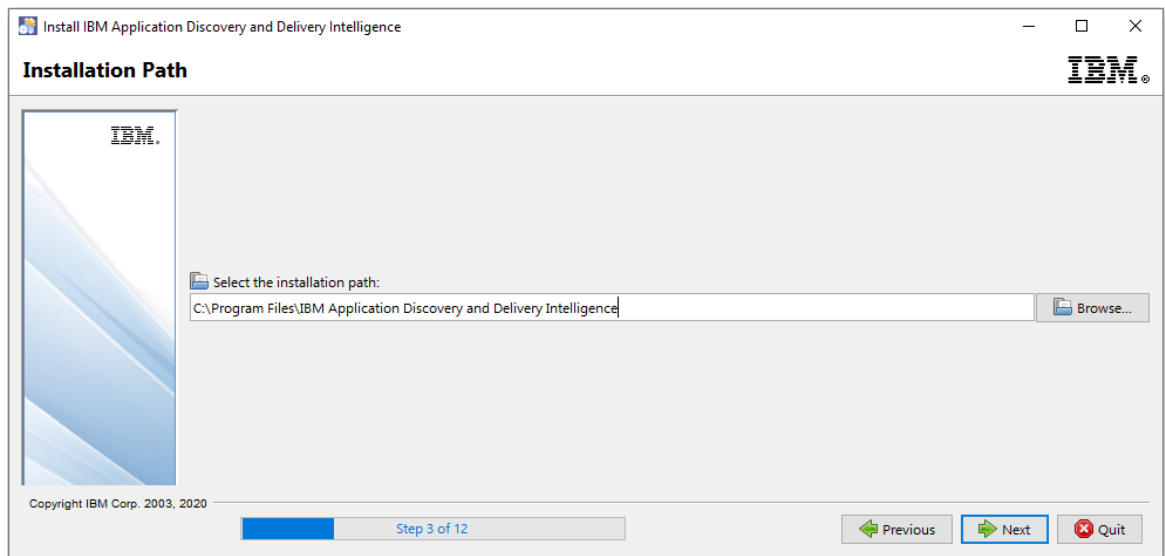 Install IBM Application Discovery and Delivery Intelligence
Installation Path
IBM®
IBM.
Select the installation path:
C:\Program Files\IBM Application Discovery and Delivery Intelligence
Browse...
Copyright IBM Corp. 2003, 2020
Step 3 of 12
Previous
Next
Quit